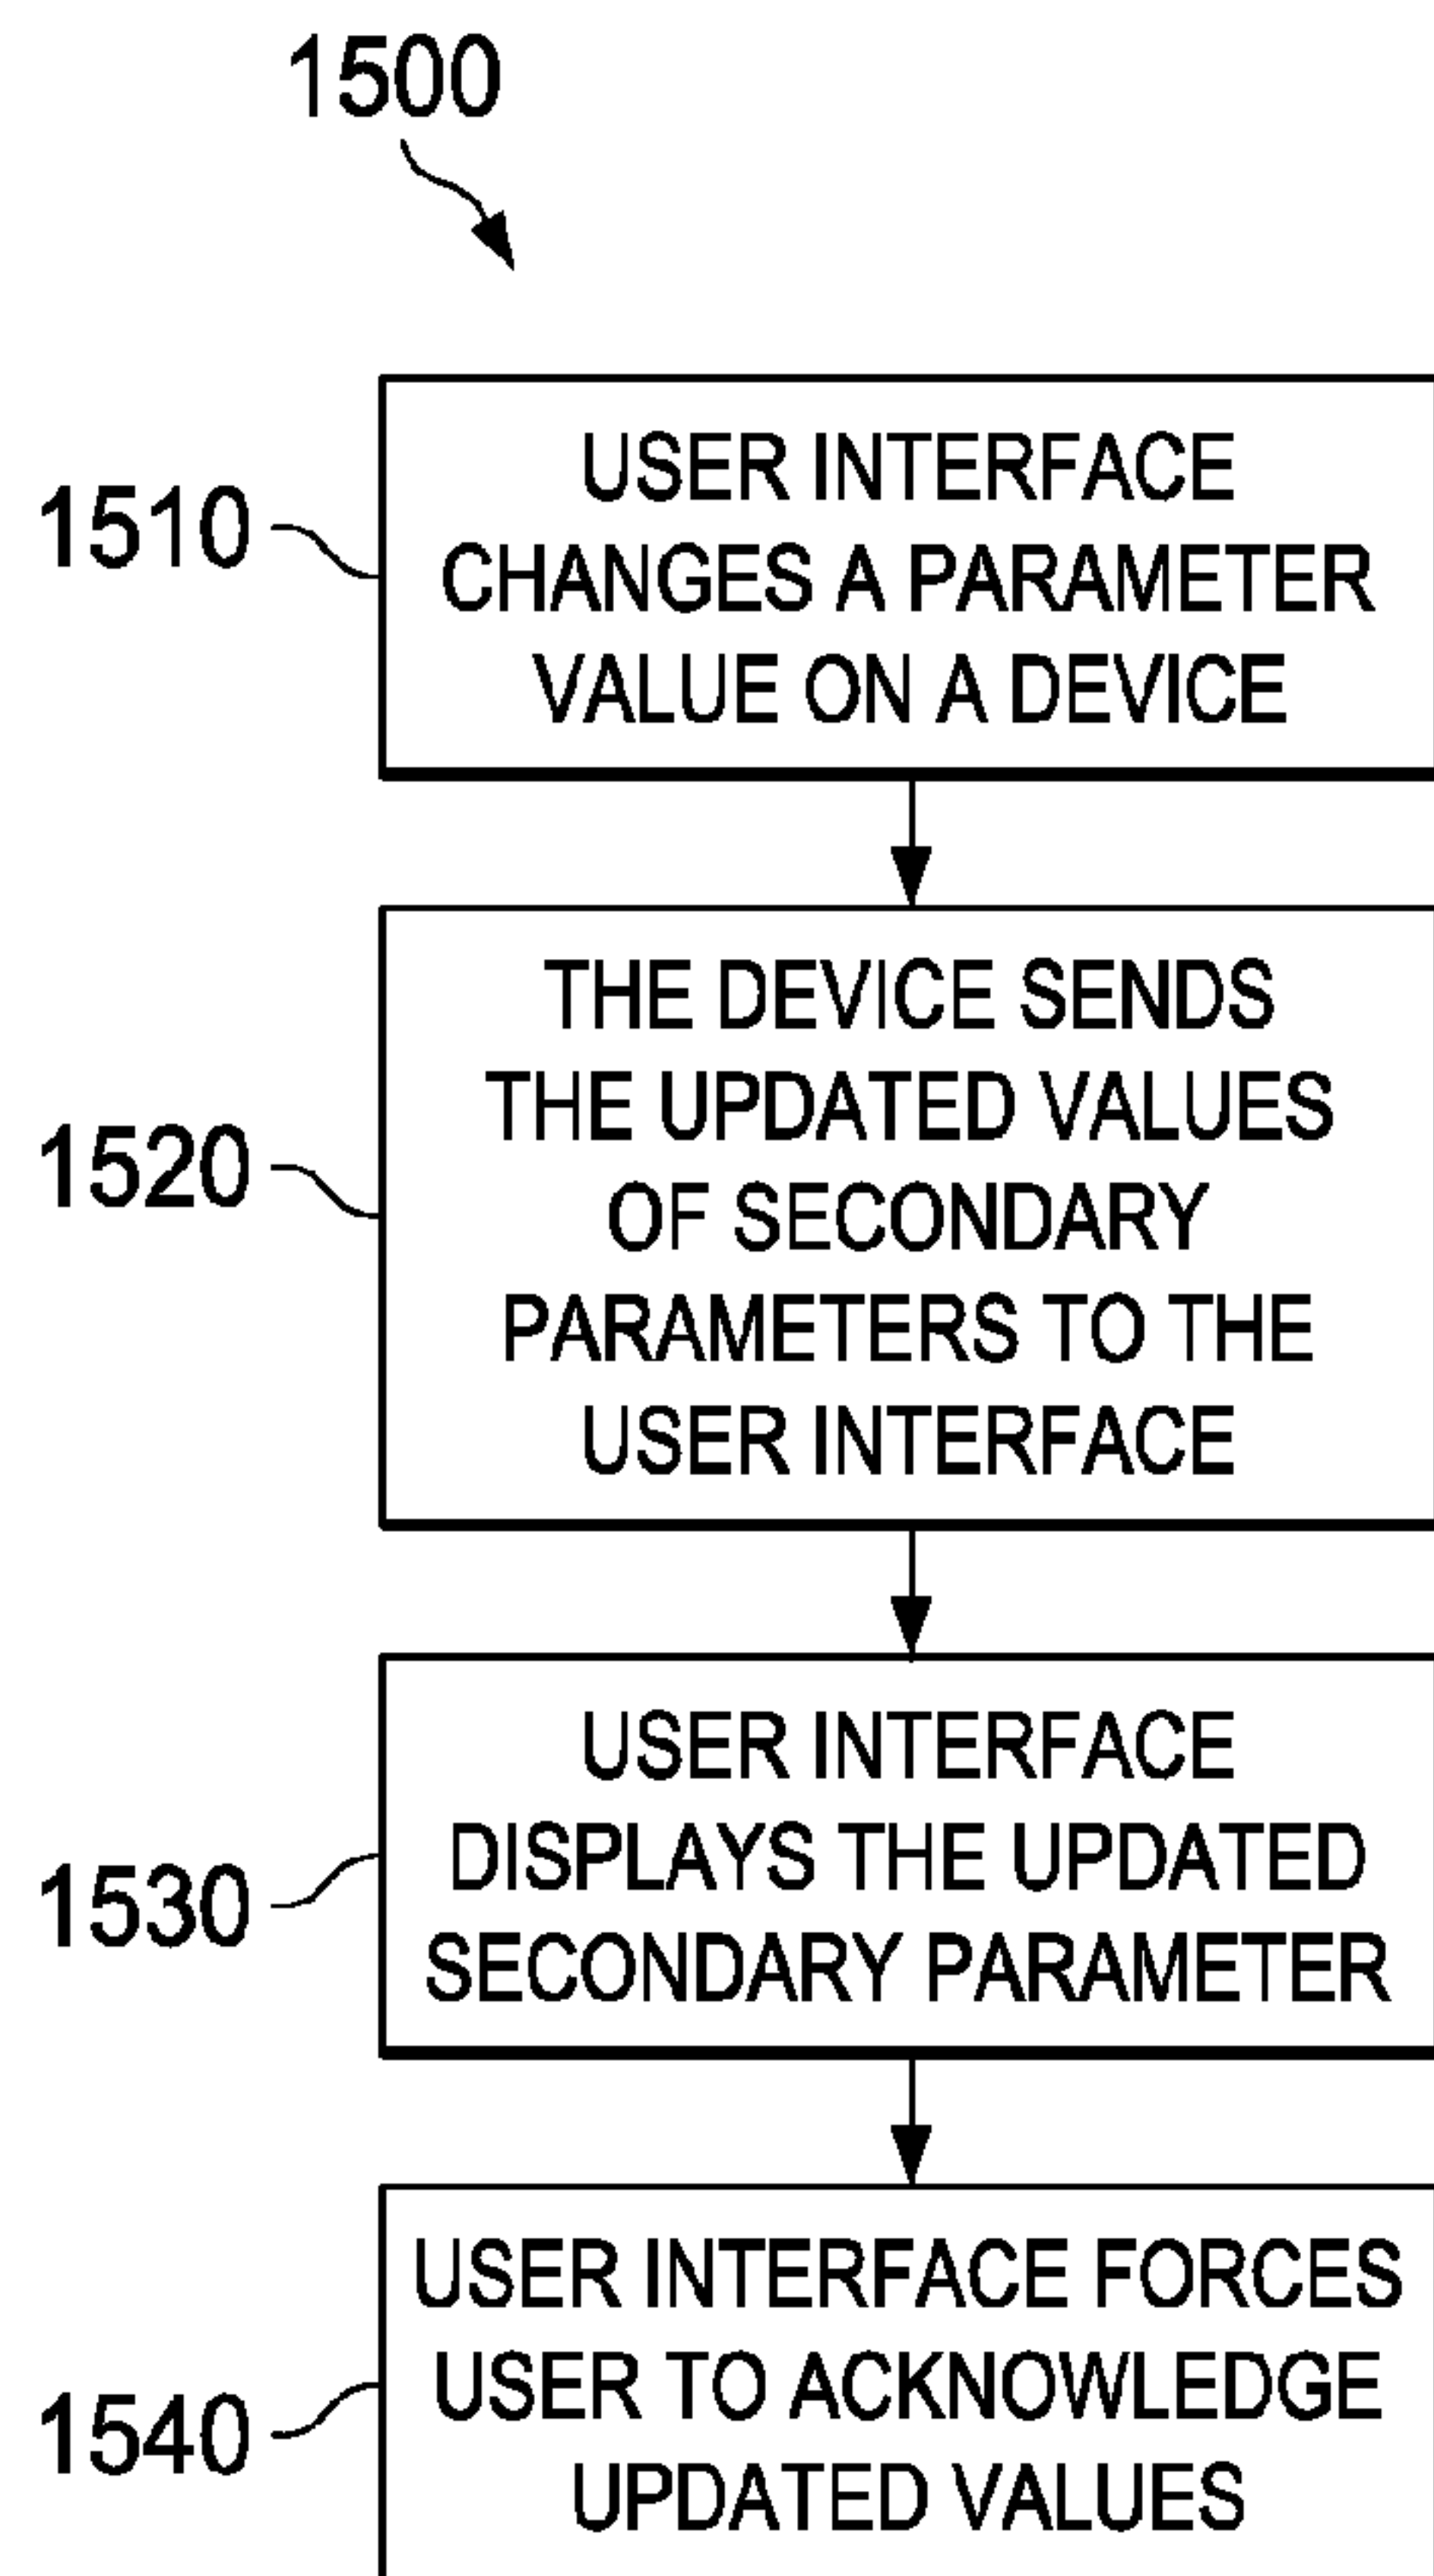 1500
1510
USER INTERFACE
CHANGES A PARAMETER
VALUE ON A DEVICE
1520
THE DEVICE SENDS
THE UPDATED VALUES
OF SECONDARY
PARAMETERS TO THE
USER INTERFACE
1530
USER INTERFACE
DISPLAYS THE UPDATED
SECONDARY PARAMETER
1540
USER INTERFACE FORCES
USER TO ACKNOWLEDGE
UPDATED VALUES